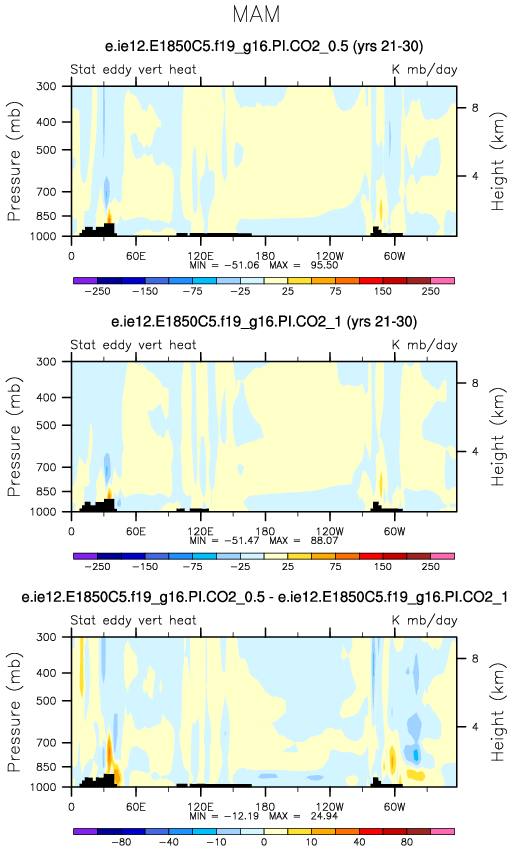 MAM
e.ie12.E1850C5.f19_g16.PI.CO2_0.5 (yrs 21-30)
Stat eddy vert heat K mb/day
Pressure (mb)
Height (km)
300
400
500
700
850
1000
8
4
0 60E 120E 180 120W 60W
MIN = -51.06 MAX = 95.50
-250 -150 -75 -25 25 75 150 250
e.ie12.E1850C5.f19_g16.PI.CO2_1 (yrs 21-30)
Stat eddy vert heat K mb/day
Pressure (mb)
Height (km)
300
400
500
700
850
1000
8
4
0 60E 120E 180 120W 60W
MIN = -51.47 MAX = 88.07
-250 -150 -75 -25 25 75 150 250
e.ie12.E1850C5.f19_g16.PI.CO2_0.5 - e.ie12.E1850C5.f19_g16.PI.CO2_1
Stat eddy vert heat K mb/day
Pressure (mb)
Height (km)
300
400
500
700
850
1000
8
4
0 60E 120E 180 120W 60W
MIN = -12.19 MAX = 24.94
-80 -40 -10 0 10 40 80